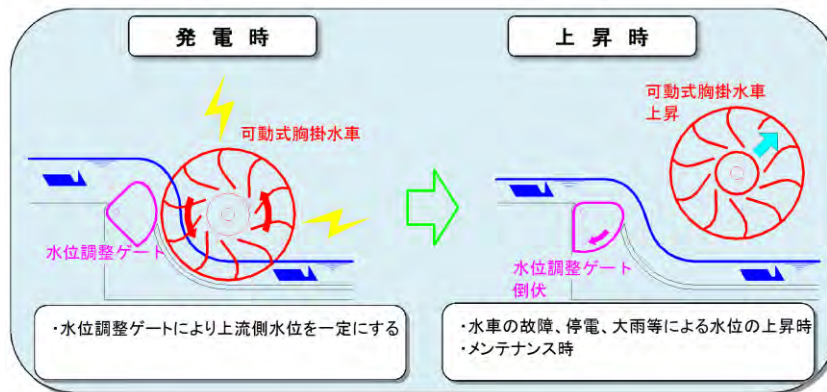 発電時
可動式胸掛水車
水位調整ゲート
・水位調整ゲートにより上流側水位を一定にする
上昇時
可動式胸掛水車
上昇
水位調整ゲート
倒伏
・水車の故障、停電、大雨等による水位の上昇時
・メンテナンス時